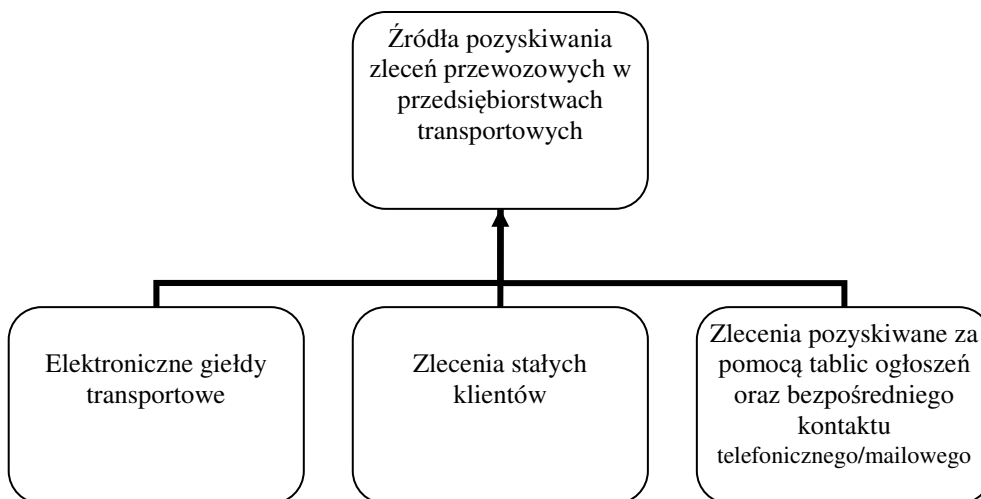 Źródła pozyskiwania
zleceń przewozowych w
przedsiębiorstwach
transportowych
Elektroniczne giełdy
transportowe
Zlecenia stałych
klientów
Zlecenia pozyskiwane za
pomocą tablic ogłoszeń
oraz bezpośredniego
kontaktu
telefonicznego/mailowego